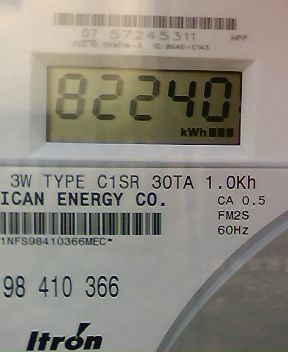 07 57245311 HPP
82240
kWh
3W TYPE C1SR 30TA 1.0Kh
ICAN ENERGY CO. CA 0.5
FM2S
1NFS98410366MEC* 60Hz
98 410 366
Itron